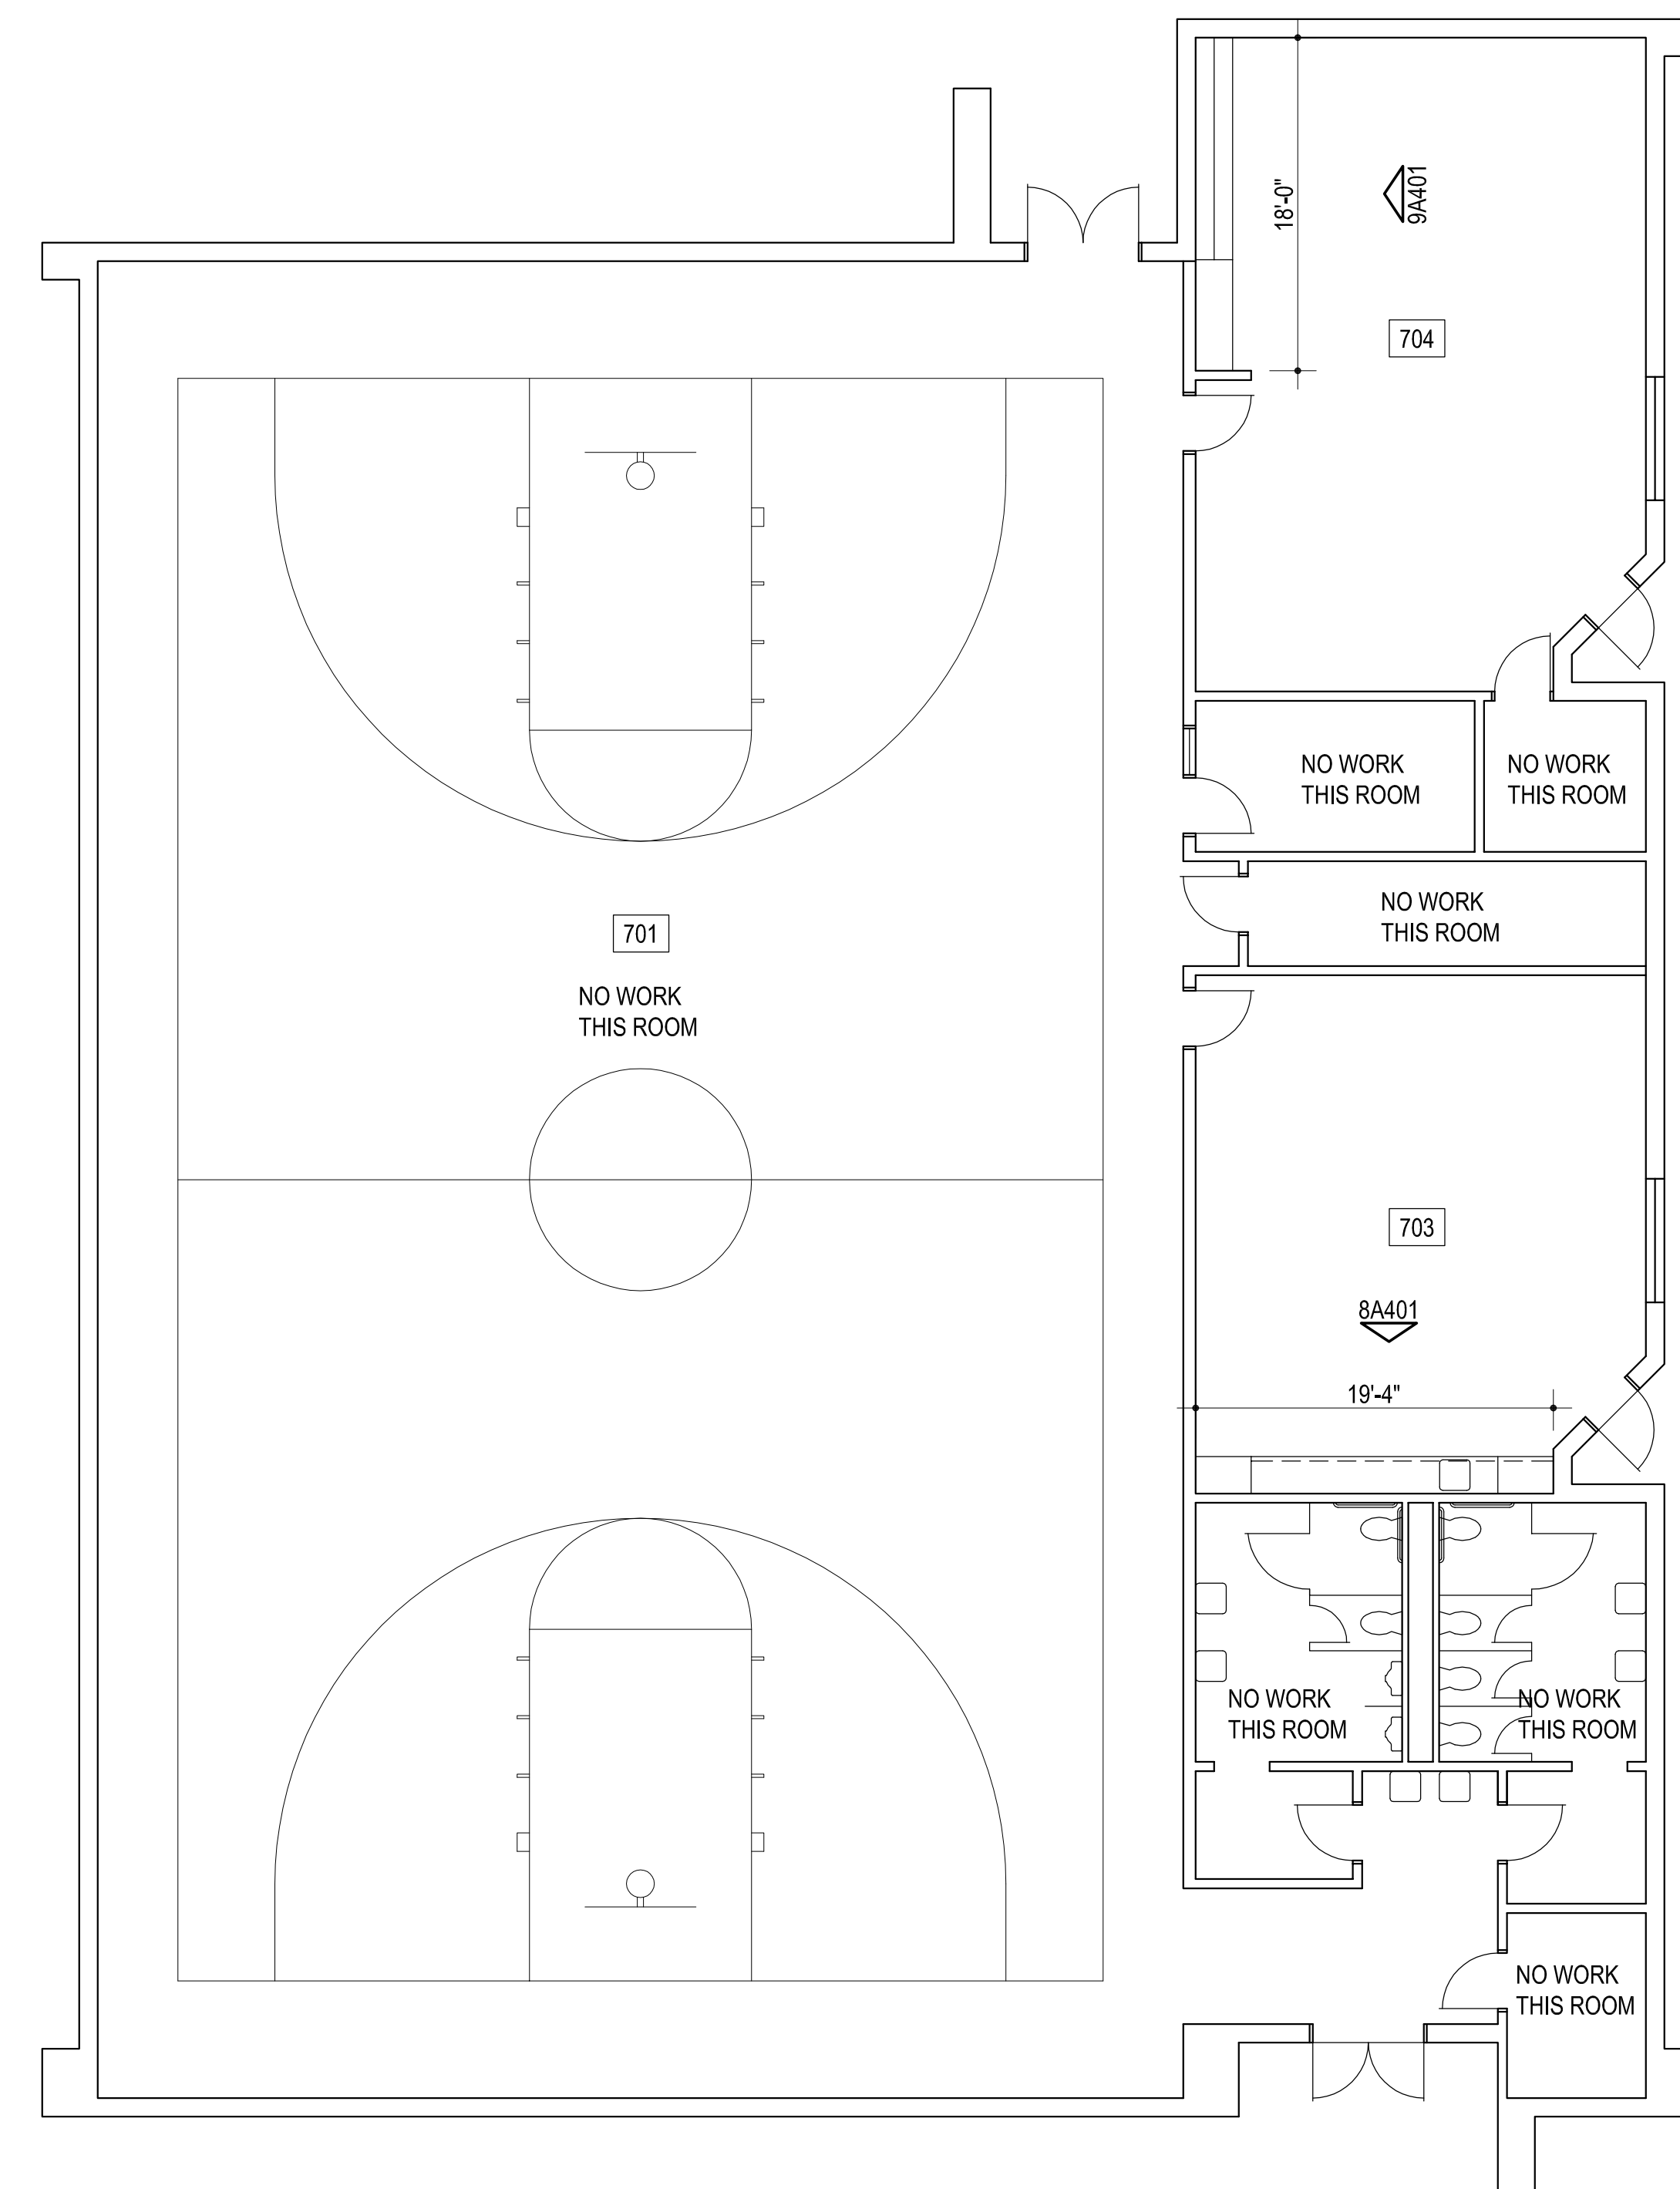 18'-0"
9A401
704
NO WORK
THIS ROOM
NO WORK
THIS ROOM
NO WORK
THIS ROOM
701
NO WORK
THIS ROOM
703
8A401
19'-4"
NO WORK
THIS ROOM
NO WORK
THIS ROOM
NO WORK
THIS ROOM